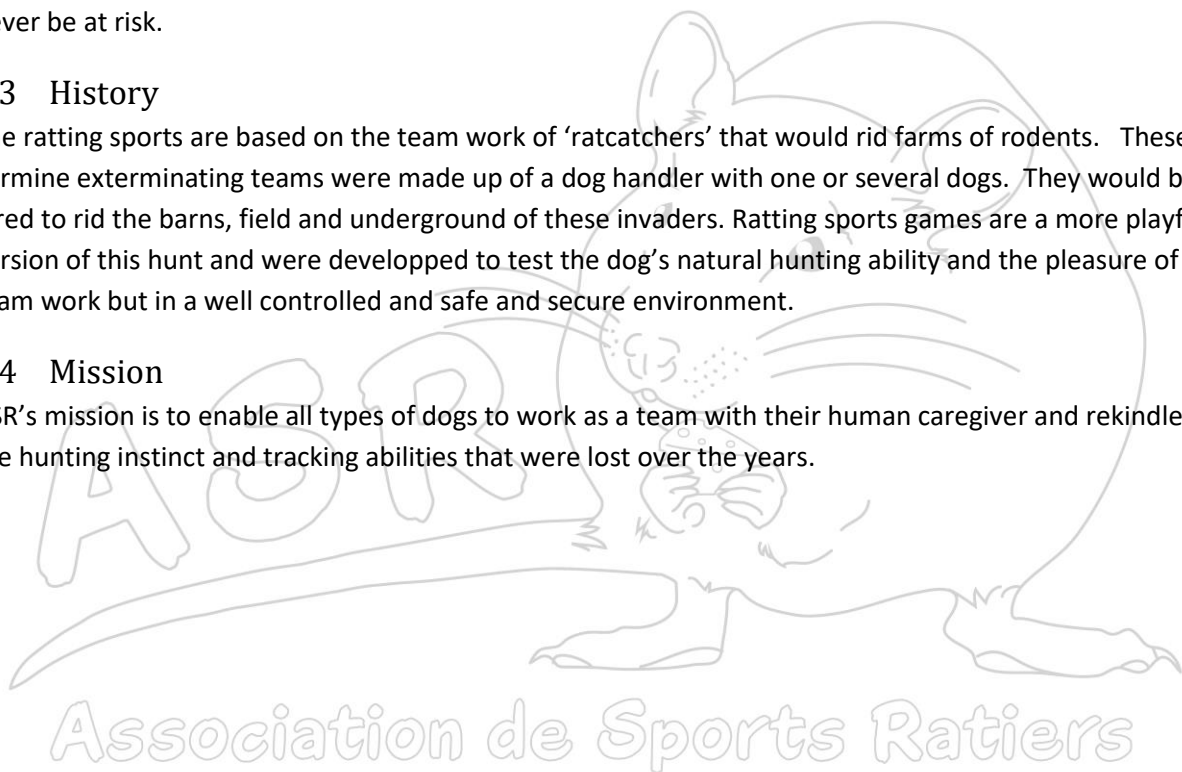 ever be at risk.
3 History
e ratting sports are based on the team work of ‘ratcatchers’ that would rid farms of rodents. These
rmine exterminating teams were made up of a dog handler with one or several dogs. They would b
red to rid the barns, field and underground of these invaders. Ratting sports games are a more playf
rsion of this hunt and were developped to test the dog’s natural hunting ability and the pleasure of
am work but in a well controlled and safe and secure environment.
4 Mission
SR’s mission is to enable all types of dogs to work as a team with their human caregiver and rekindle
e hunting instinct and tracking abilities that were lost over the years.
ASR
Association de Sports Ratiers